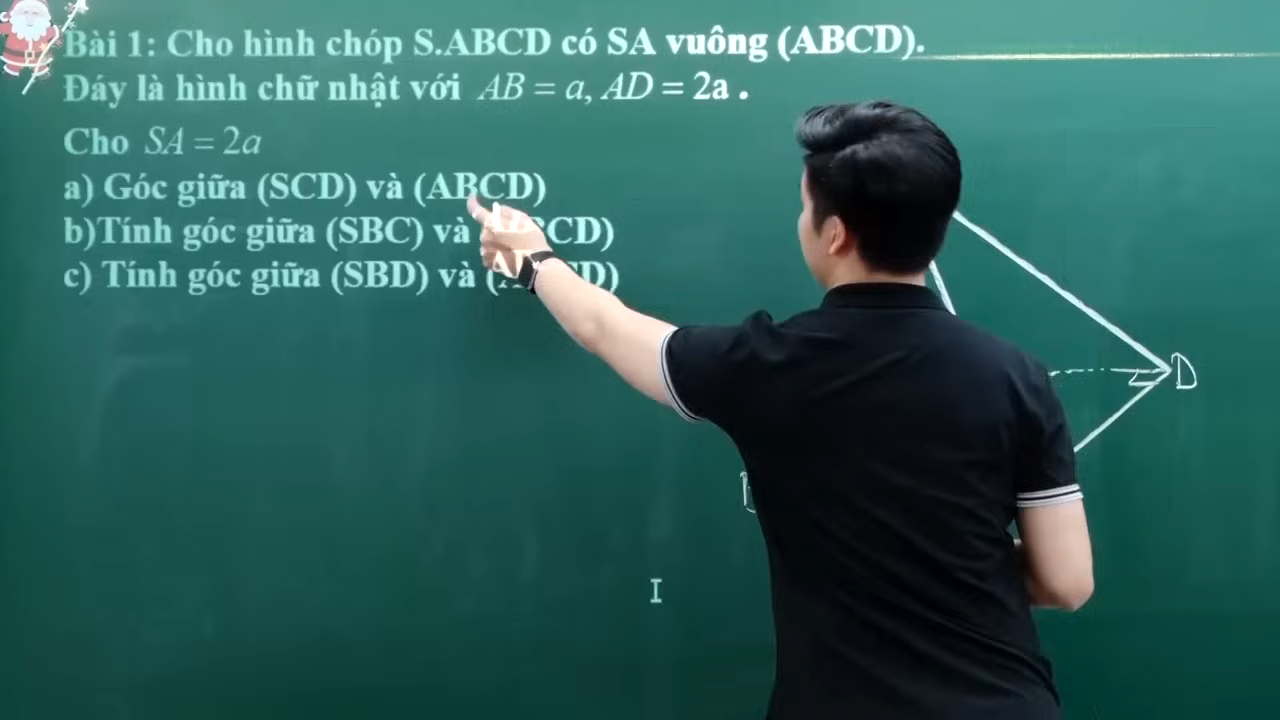 Bài 1: Cho hình chóp S.ABCD có SA vuông (ABCD).
Đáy là hình chữ nhật với AB = a, AD = 2a .
Cho SA = 2a
a) Góc giữa (SCD) và (ABCD)
b)Tính góc giữa (SBC) và ABCD)
c) Tính góc giữa (SBD) và
D